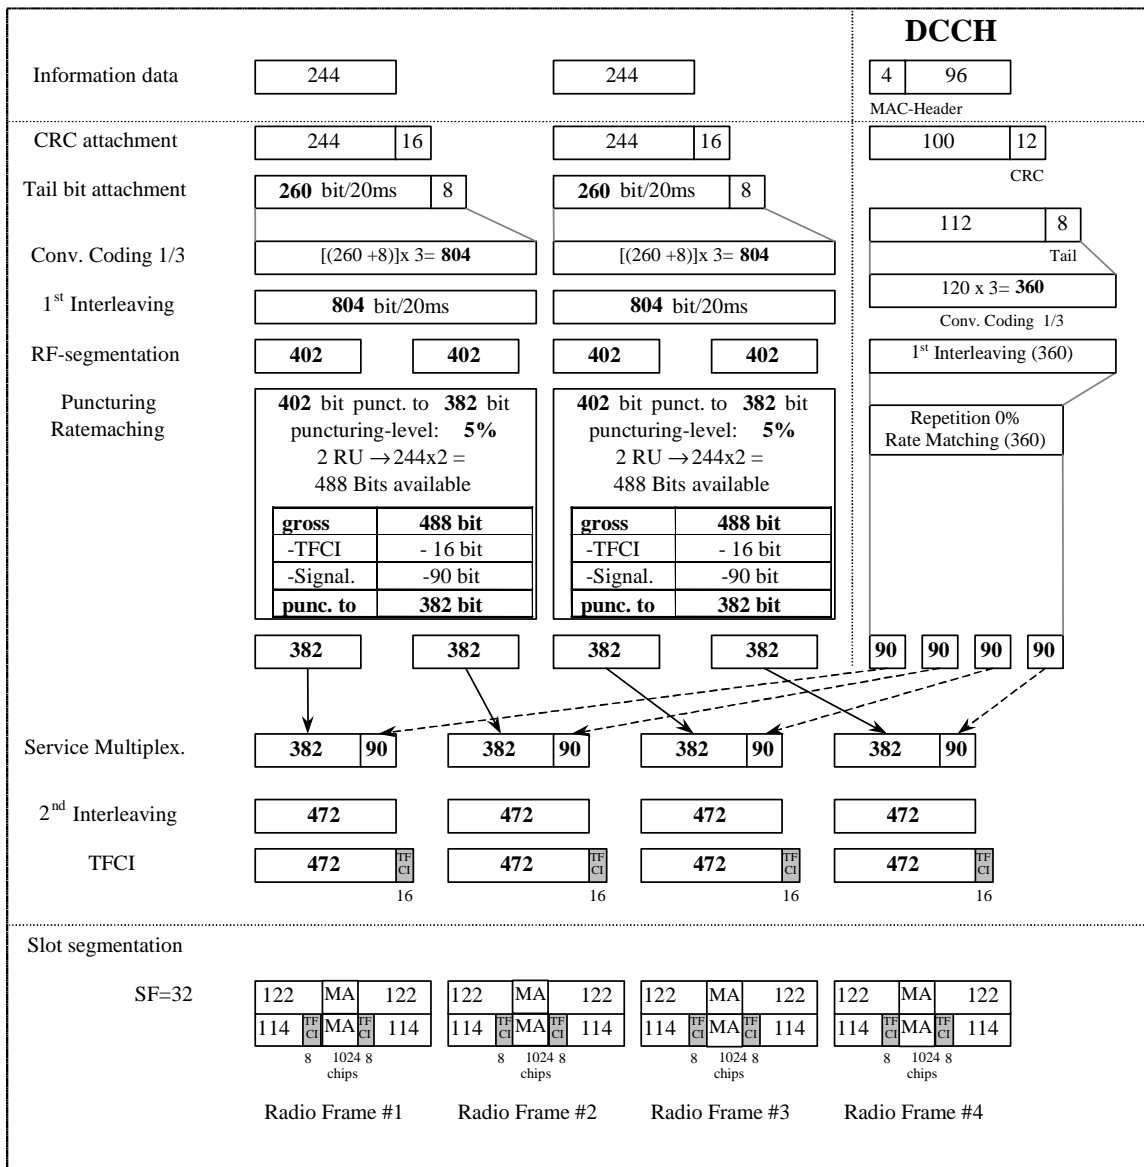 DCCH
Information data
244
244
4 96
MAC-Header
CRC attachment
244 16
244 16
100 12
CRC
Tail bit attachment
260 bit/20ms 8
260 bit/20ms 8
112 8
Tail
Conv. Coding 1/3
[(260 +8)]x 3= 804
[(260 +8)]x 3= 804
120 x 3= 360
Conv. Coding 1/3
1st Interleaving
804 bit/20ms
804 bit/20ms
1st Interleaving (360)
RF-segmentation
402 402 402 402
Puncturing
Ratemaching
402 bit punct. to 382 bit
puncturing-level: 5%
2 RU →244x2 =
488 Bits available
gross 488 bit
-TFCI - 16 bit
-Signal. -90 bit
punc. to 382 bit
402 bit punct. to 382 bit
puncturing-level: 5%
2 RU →244x2 =
488 Bits available
gross 488 bit
-TFCI - 16 bit
-Signal. -90 bit
punc. to 382 bit
Repetition 0%
Rate Matching (360)
382 382 382 382 90 90 90 90
Service Multiplex.
382 90 382 90 382 90 382 90
2nd Interleaving
472 472 472 472
TFCI
472 TF CI 472 TF CI 472 TF CI 472 TF CI
16 16 16 16
Slot segmentation
SF=32
122 MA 122 122 MA 122 122 MA 122 122 MA 122
114 TF CI MA TF CI 114 114 TF CI MA TF CI 114 114 TF CI MA TF CI 114 114 TF CI MA TF CI 114
8 1024 8 8 1024 8 8 1024 8 8 1024 8
chips chips chips chips
Radio Frame #1 Radio Frame #2 Radio Frame #3 Radio Frame #4